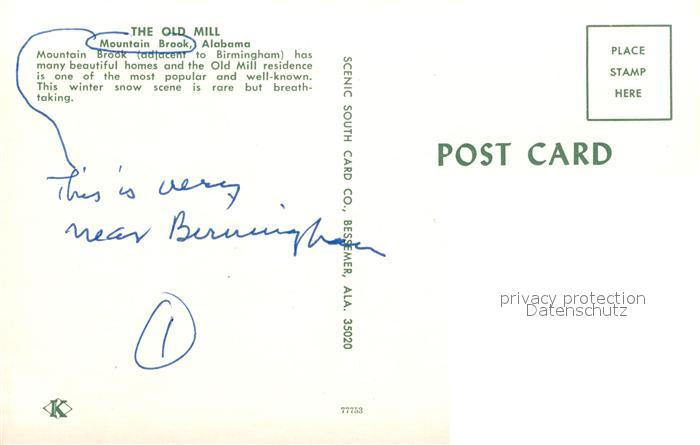 THE OLD MILL
Mountain Brook, Alabama
Mountain Brook (adjacent to Birmingham) has
many beautiful homes and the Old Mill residence
is one of the most popular and well-known.
This winter snow scene is rare but breath-
taking.
This is very
near Birmingham
1
SCENIC SOUTH CARD CO., BESSEMER, ALA. 35020
PLACE
STAMP
HERE
POST CARD
privacy protection
Datenschutz
K
77753